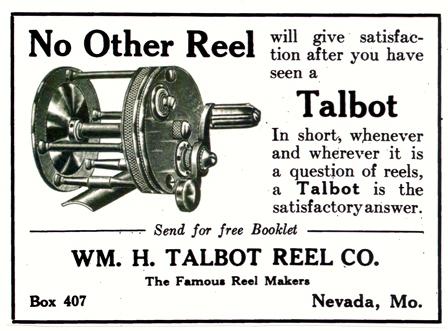 No Other Reel
will give satisfac-
tion after you have
seen a
Talbot
In short, whenever
and wherever it is
a question of reels,
a Talbot is the
satisfactory answer.
Send for free Booklet
WM. H. TALBOT REEL CO.
The Famous Reel Makers
Box 407
Nevada, Mo.